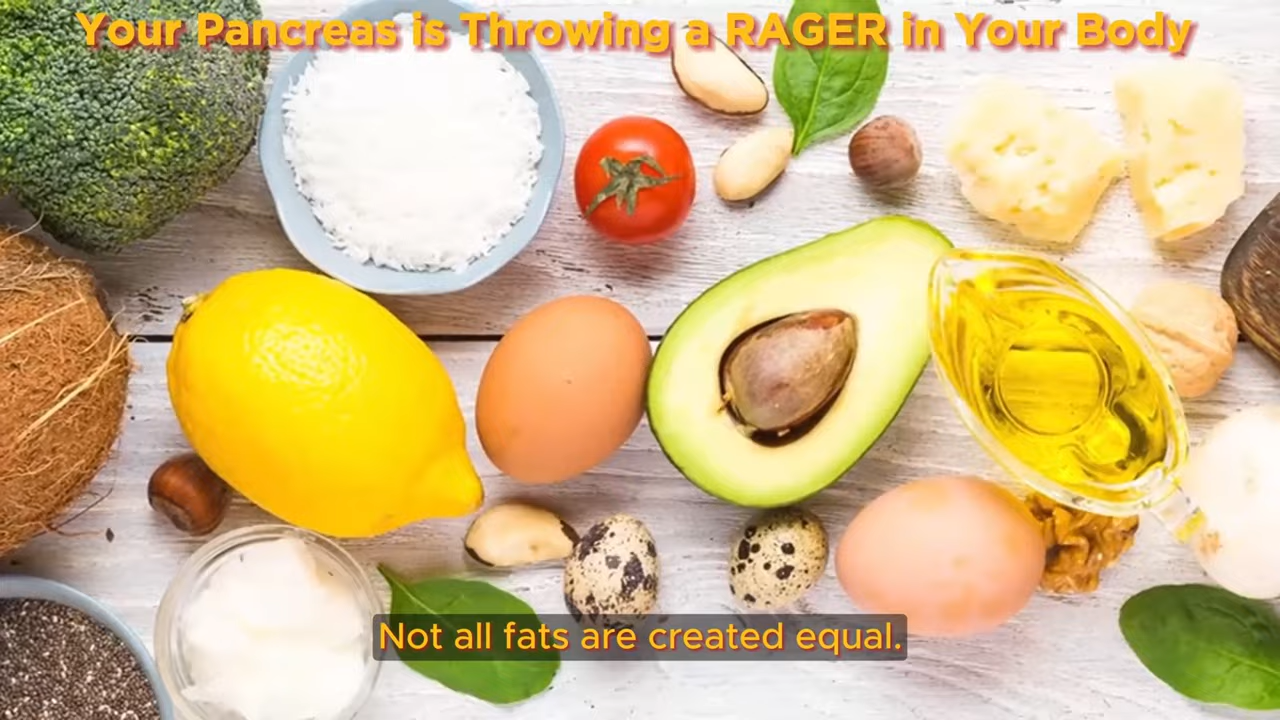 Your Pancreas is Throwing a RAGER in Your Body
Not all fats are created equal.